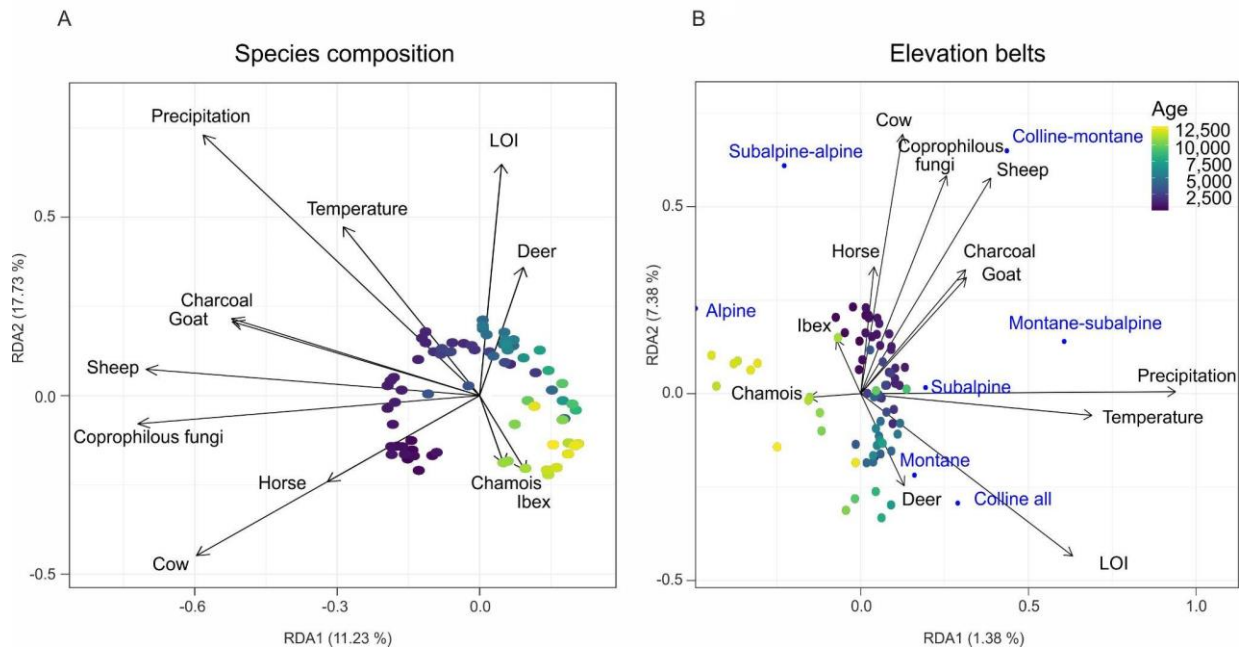 A
Species composition
Precipitation
LOI
Temperature
Deer
Charcoal
Goat
Sheep
Coprophilous fungi
Horse
Chamois
Ibex
Cow
0.5
0.0
-0.5
-0.6
-0.3
0.0
RDA2 (17.73 %)
RDA1 (11.23 %)
B
Elevation belts
Age
12,500
10,000
7,500
5,000
2,500
Cow
Colline-montane
Subalpine-alpine
Coprophilous
fungi
Sheep
Horse
Charcoal
Goat
Alpine
Ibex
Montane-subalpine
Chamois
Subalpine
Precipitation
Temperature
Montane
Deer
Colline all
LOI
0.5
0.0
-0.5
0.0
0.5
1.0
RDA2 (7.38 %)
RDA1 (1.38 %)